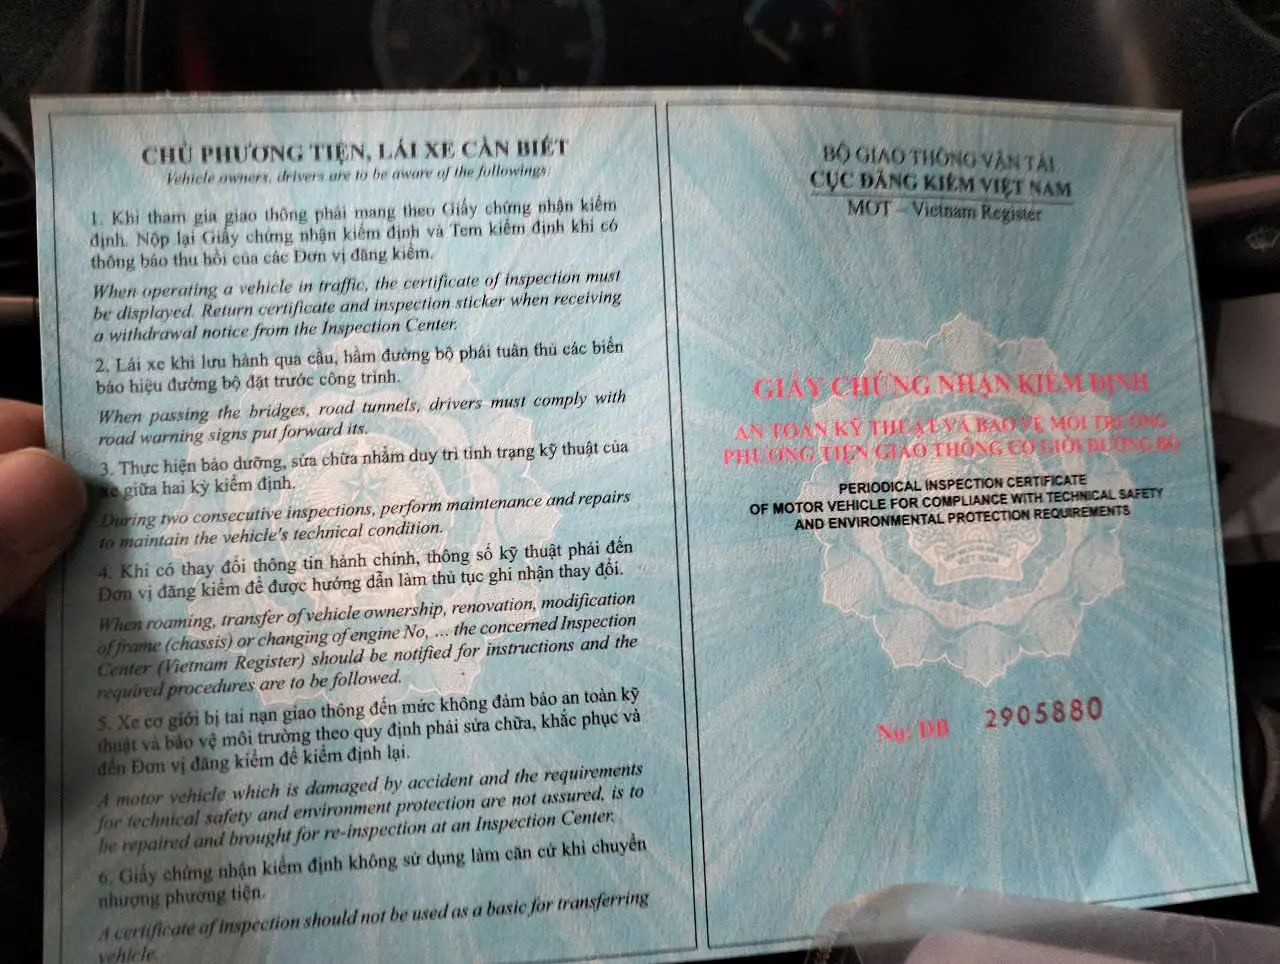 CHỦ PHƯƠNG TIỆN, LÁI XE CẦN BIẾT
Vehicle owners, drivers are to be aware of the followings:
1. Khi tham gia giao thông phải mang theo Giấy chứng nhận kiểm
định. Nộp lại Giấy chứng nhận kiểm định và Tem kiểm định khi có
thông báo thu hồi của các Đơn vị đăng kiểm.
When operating a vehicle in traffic, the certificate of inspection must
be displayed. Return certificate and inspection sticker when receiving
a withdrawal notice from the Inspection Center.
2. Lái xe khi lưu hành qua cầu, hầm đường bộ phải tuân thủ các biển
báo hiệu đường bộ đặt trước công trình.
When passing the bridges, road tunnels, drivers must comply with
road warning signs put forward its.
3. Thực hiện bảo dưỡng, sửa chữa nhằm duy trì tình trạng kỹ thuật của
xe giữa hai kỳ kiểm định.
During two consecutive inspections, perform maintenance and repairs
to maintain the vehicle's technical condition.
4. Khi có thay đổi thông tin hành chính, thông số kỹ thuật phải đến
Đơn vị đăng kiểm để được hướng dẫn làm thủ tục ghi nhận thay đổi.
When roaming, transfer of vehicle ownership, renovation, modification
of frame (chassis) or changing of engine No, ... the concerned Inspection
Center (Vietnam Register) should be notified for instructions and the
required procedures are to be followed.
5. Xe cơ giới bị tai nạn giao thông đến mức không đảm bảo an toàn kỹ
thuật và bảo vệ môi trường theo quy định phải sửa chữa, khắc phục và
đến Đơn vị đăng kiểm để kiểm định lại.
A motor vehicle which is damaged by accident and the requirements
for technical safety and environment protection are not assured, is to
be repaired and brought for re-inspection at an Inspection Center.
6. Giấy chứng nhận kiểm định không sử dụng làm căn cứ khi chuyển
nhượng phương tiện.
A certificate of inspection should not be used as a basic for transferring
vehicle.
BỘ GIAO THÔNG VẬN TẢI
CỤC ĐĂNG KIỂM VIỆT NAM
MOT – Vietnam Register
GIẤY CHỨNG NHẬN KIỂM ĐỊNH
AN TOÀN KỸ THUẬT VÀ BẢO VỆ MÔI TRƯỜNG
PHƯƠNG TIỆN GIAO THÔNG CƠ GIỚI ĐƯỜNG BỘ
PERIODICAL INSPECTION CERTIFICATE
OF MOTOR VEHICLE FOR COMPLIANCE WITH TECHNICAL SAFETY
AND ENVIRONMENTAL PROTECTION REQUIREMENTS
No: DB 2905880